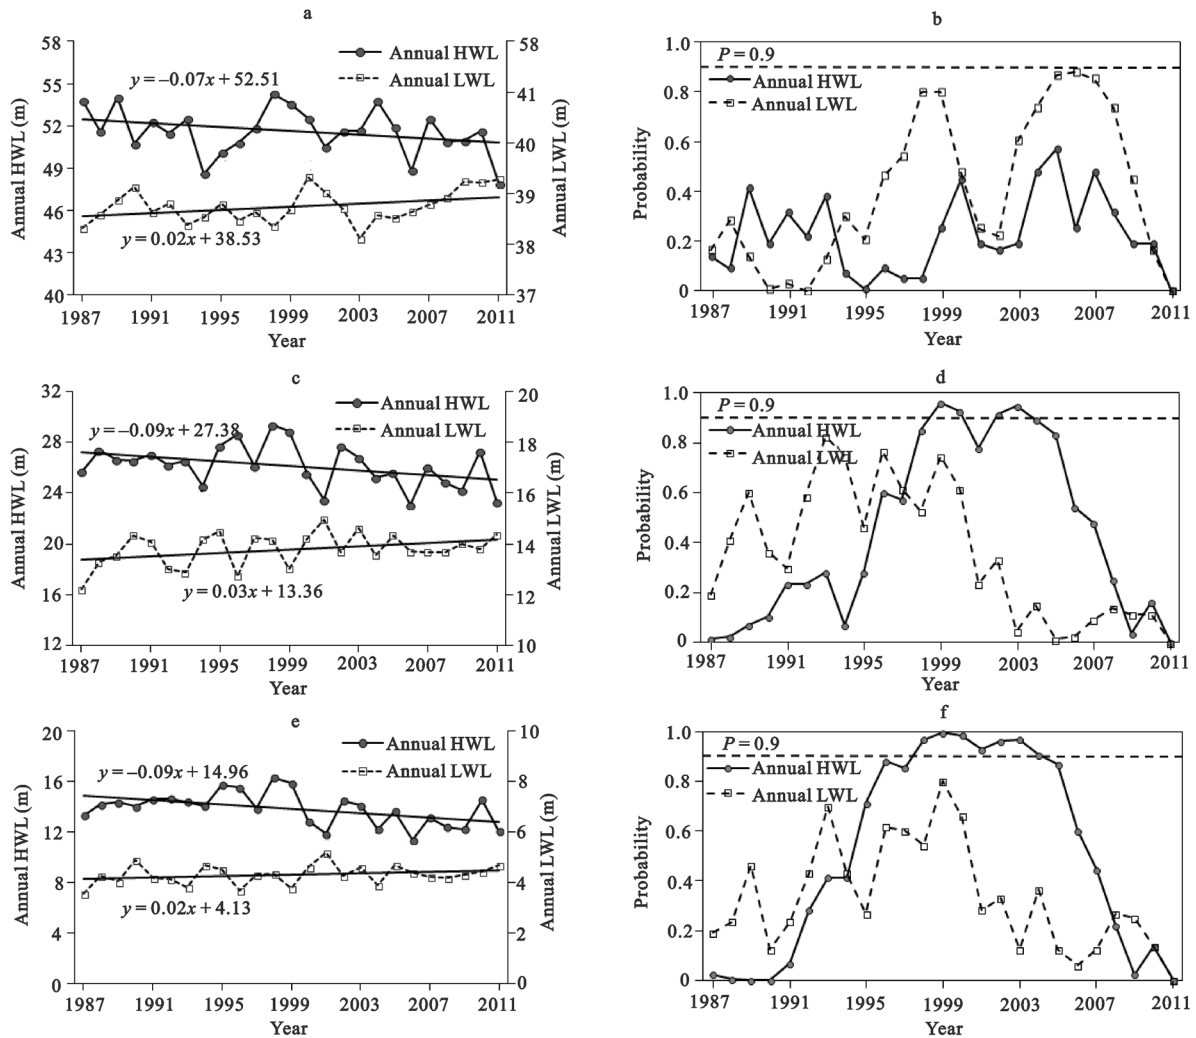 a
58
55
52
49
46
43
40
Annual HWL (m)
y = –0.07x + 52.51
Annual HWL
Annual LWL
y = 0.02x + 38.53
58
41
40
39
38
37
Annual LWL (m)
1987 1991 1995 1999 2003 2007 2011
Year
b
1.0
0.8
0.6
0.4
0.2
0
Probability
P = 0.9
Annual HWL
Annual LWL
1987 1991 1995 1999 2003 2007 2011
Year
c
32
28
24
20
16
12
Annual HWL (m)
y = –0.09x + 27.38
Annual HWL
Annual LWL
y = 0.03x + 13.36
20
18
16
14
12
10
Annual LWL (m)
1987 1991 1995 1999 2003 2007 2011
Year
d
1.0
0.8
0.6
0.4
0.2
0
Probability
P = 0.9
Annual HWL
Annual LWL
1987 1991 1995 1999 2003 2007 2011
Year
e
20
16
12
8
4
0
Annual HWL (m)
y = –0.09x + 14.96
Annual HWL
Annual LWL
y = 0.02x + 4.13
10
8
6
4
2
0
Annual LWL (m)
1987 1991 1995 1999 2003 2007 2011
Year
f
1.0
0.8
0.6
0.4
0.2
0
Probability
P = 0.9
Annual HWL
Annual LWL
1987 1991 1995 1999 2003 2007 2011
Year